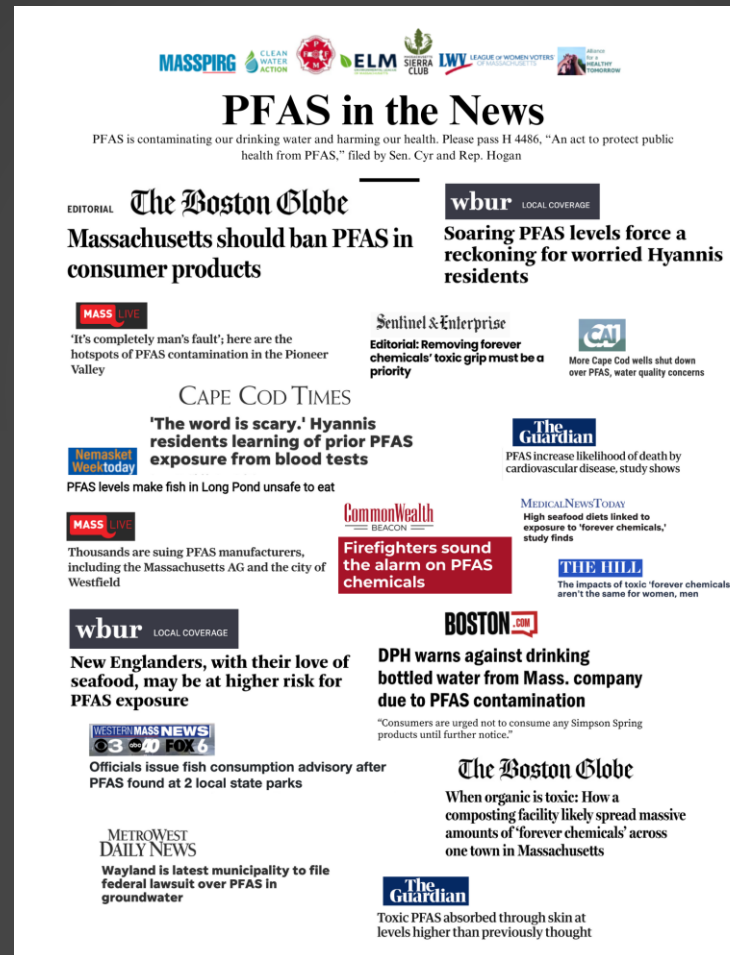 MASSPIRG
CLEAN
WATER
ACTION
P
F F
M
ELM
SIERRA
CLUB
LWV LEAGUE OF WOMEN VOTERS
OF MASSACHUSETTS
Alliance
for a
HEALTHY
TOMORROW
PFAS in the News
PFAS is contaminating our drinking water and harming our health. Please pass H 4486, “An act to protect public
health from PFAS,” filed by Sen. Cyr and Rep. Hogan
EDITORIAL The Boston Globe
Massachusetts should ban PFAS in
consumer products
wbur LOCAL COVERAGE
Soaring PFAS levels force a
reckoning for worried Hyannis
residents
MASS LIVE
‘It’s completely man’s fault’; here are the
hotspots of PFAS contamination in the Pioneer
Valley
Sentinel & Enterprise
Editorial: Removing forever
chemicals’ toxic grip must be a
priority
CAI
More Cape Cod wells shut down
over PFAS, water quality concerns
CAPE COD TIMES
'The word is scary.' Hyannis
residents learning of prior PFAS
exposure from blood tests
Nemasket
Weektoday
PFAS levels make fish in Long Pond unsafe to eat
The
Guardian
PFAS increase likelihood of death by
cardiovascular disease, study shows
MASS LIVE
Thousands are suing PFAS manufacturers,
including the Massachusetts AG and the city of
Westfield
CommonWealth
BEACON
Firefighters sound
the alarm on PFAS
chemicals
MEDICALNEWSTODAY
High seafood diets linked to
exposure to 'forever chemicals,'
study finds
THE HILL
The impacts of toxic ‘forever chemicals
aren’t the same for women, men
wbur LOCAL COVERAGE
New Englanders, with their love of
seafood, may be at higher risk for
PFAS exposure
BOSTON.COM
DPH warns against drinking
bottled water from Mass. company
due to PFAS contamination
“Consumers are urged not to consume any Simpson Spring
products until further notice.”
WESTERN MASS NEWS
3 abc40 FOX 6
Officials issue fish consumption advisory after
PFAS found at 2 local state parks
The Boston Globe
When organic is toxic: How a
composting facility likely spread massive
amounts of ‘forever chemicals’ across
one town in Massachusetts
METROWEST
DAILY NEWS
Wayland is latest municipality to file
federal lawsuit over PFAS in
groundwater
The
Guardian
Toxic PFAS absorbed through skin at
levels higher than previously thought